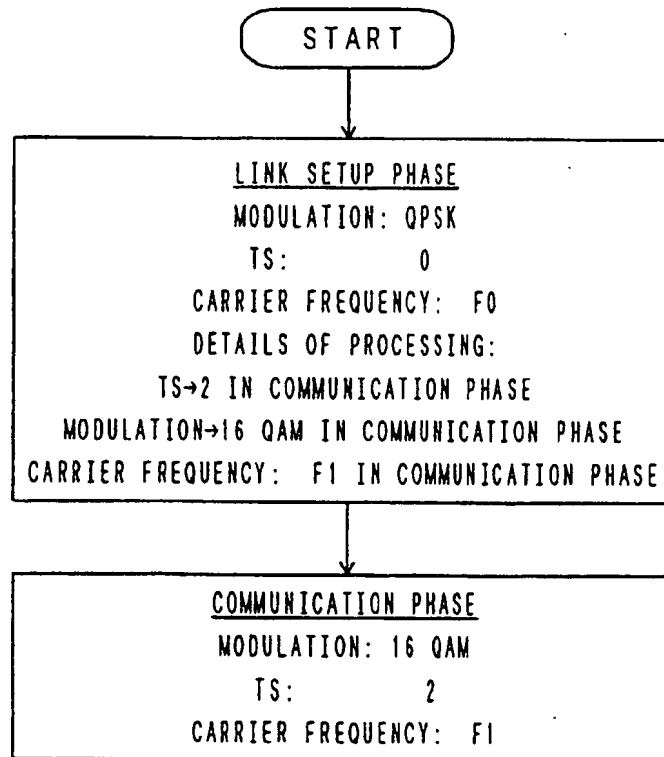 START
LINK SETUP PHASE
MODULATION: QPSK
TS: 0
CARRIER FREQUENCY: F0
DETAILS OF PROCESSING:
TS→2 IN COMMUNICATION PHASE
MODULATION→16 QAM IN COMMUNICATION PHASE
CARRIER FREQUENCY: F1 IN COMMUNICATION PHASE
COMMUNICATION PHASE
MODULATION: 16 QAM
TS: 2
CARRIER FREQUENCY: F1